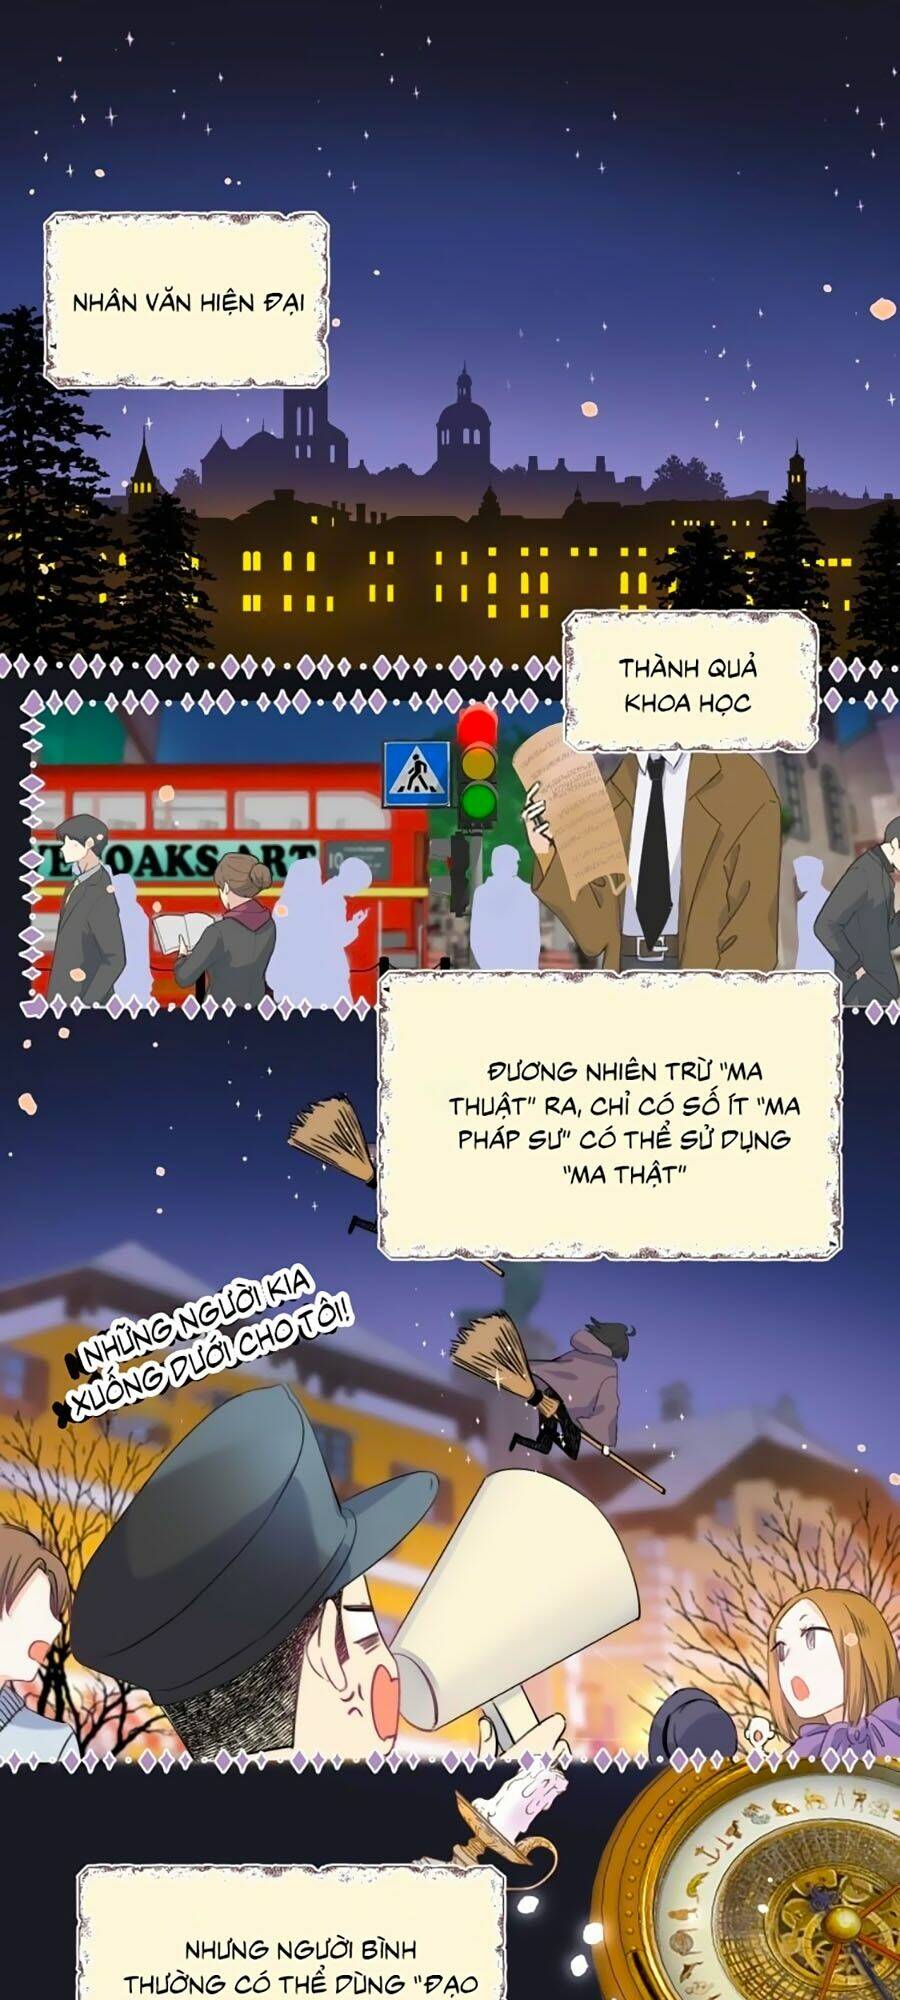 NHÂN VĂN HIỆN ĐẠI
THÀNH QUẢ
KHOA HỌC
OAKS ART
ĐƯƠNG NHIÊN TRỪ "MA
THUẬT" RA, CHỈ CÓ SỐ ÍT "MA
PHÁP SƯ" CÓ THỂ SỬ DỤNG
"MA THẬT"
NHỮNG NGƯỜI KIA
XUỐNG DƯỚI CHO TÔI!
NHƯNG NGƯỜI BÌNH
THƯỜNG CÓ THỂ DÙNG "ĐẠO